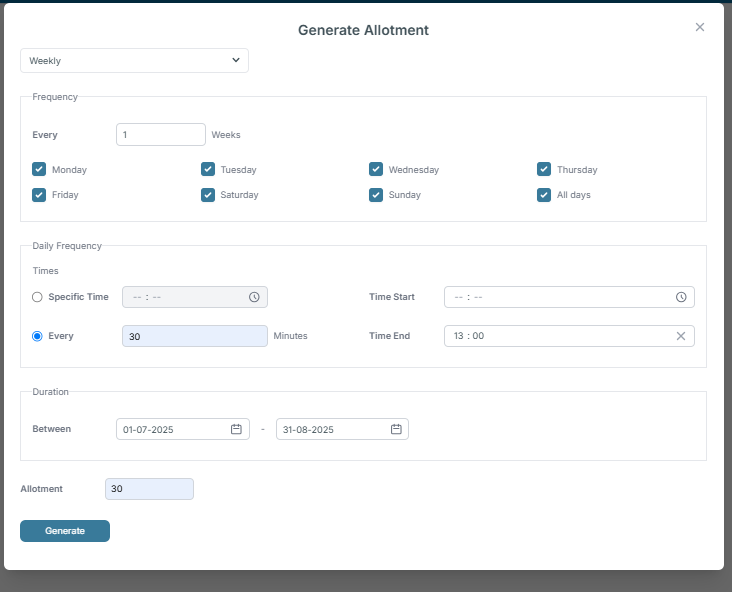 Generate Allotment
Weekly
Frequency
Every 1 Weeks
Monday Tuesday Wednesday Thursday
Friday Saturday Sunday All days
Daily Frequency
Times
Specific Time -- : -- Time Start -- : --
Every 30 Minutes Time End 13 : 00
Duration
Between 01-07-2025 - 31-08-2025
Allotment 30
Generate